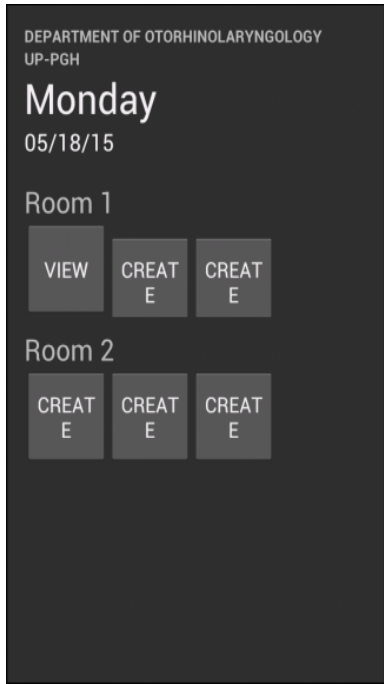 DEPARTMENT OF OTORHINOLARYNGOLOGY
UP-PGH
Monday
05/18/15
Room 1
VIEW CREAT CREAT
E E
Room 2
CREAT CREAT CREAT
E E E